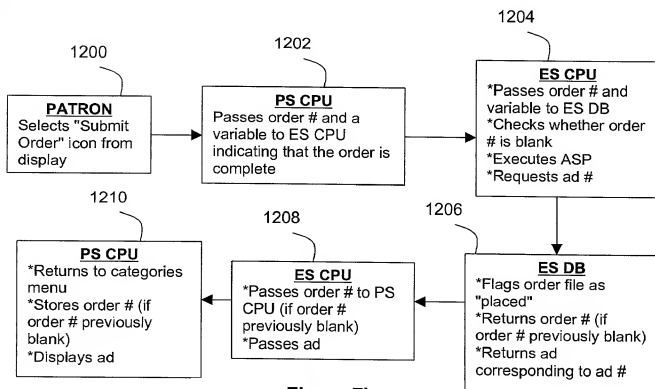 1200
PATRON
Selects "Submit
Order" icon from
display
1202
PS CPU
Passes order # and a
variable to ES CPU
indicating that the order is
complete
1204
ES CPU
*Passes order # and
variable to ES DB
*Checks whether order
# is blank
*Executes ASP
*Requests ad #
1206
ES DB
*Flags order file as
"placed"
*Returns order # (if
order # previously blank)
*Returns ad
corresponding to ad #
1208
ES CPU
*Passes order # to PS
CPU (if order #
previously blank)
*Passes ad
1210
PS CPU
*Returns to categories
menu
*Stores order # (if
order # previously
blank)
*Displays ad